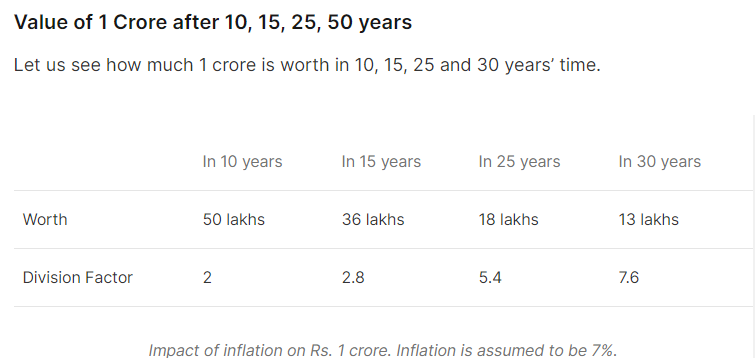 Value of 1 Crore after 10, 15, 25, 50 years
Let us see how much 1 crore is worth in 10, 15, 25 and 30 years’ time.
In 10 years In 15 years In 25 years In 30 years
Worth 50 lakhs 36 lakhs 18 lakhs 13 lakhs
Division Factor 2 2.8 5.4 7.6
Impact of inflation on Rs. 1 crore. Inflation is assumed to be 7%.